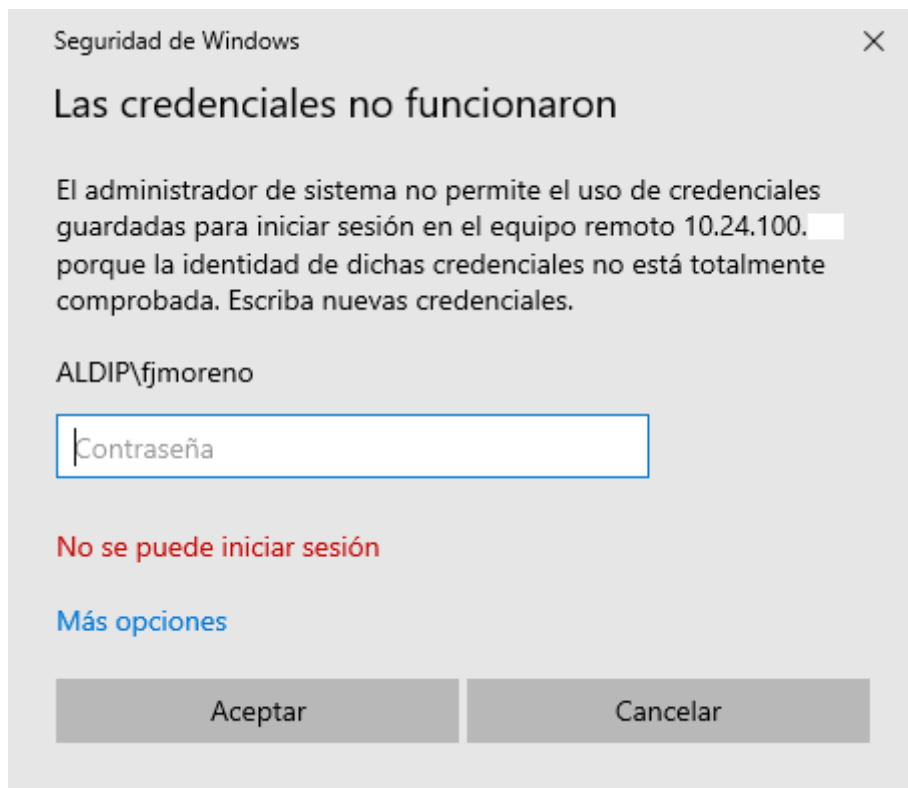 Seguridad de Windows
Las credenciales no funcionaron
El administrador de sistema no permite el uso de credenciales
guardadas para iniciar sesión en el equipo remoto 10.24.100.
porque la identidad de dichas credenciales no está totalmente
comprobada. Escriba nuevas credenciales.
ALDIP\fjmoreno
Contraseña
No se puede iniciar sesión
Más opciones
Aceptar
Cancelar